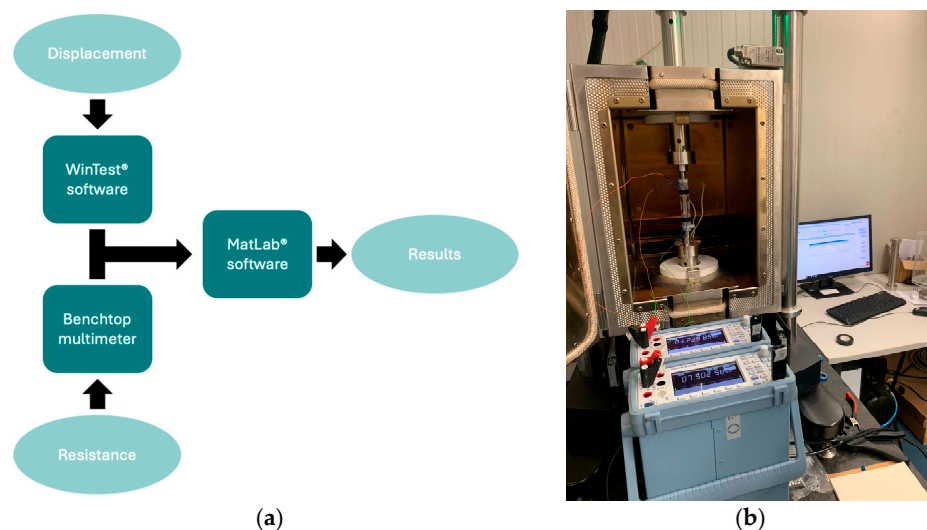 Displacement
WinTest®
software
MatLab®
software
Results
Benchtop
multimeter
Resistance
(a)
(b)